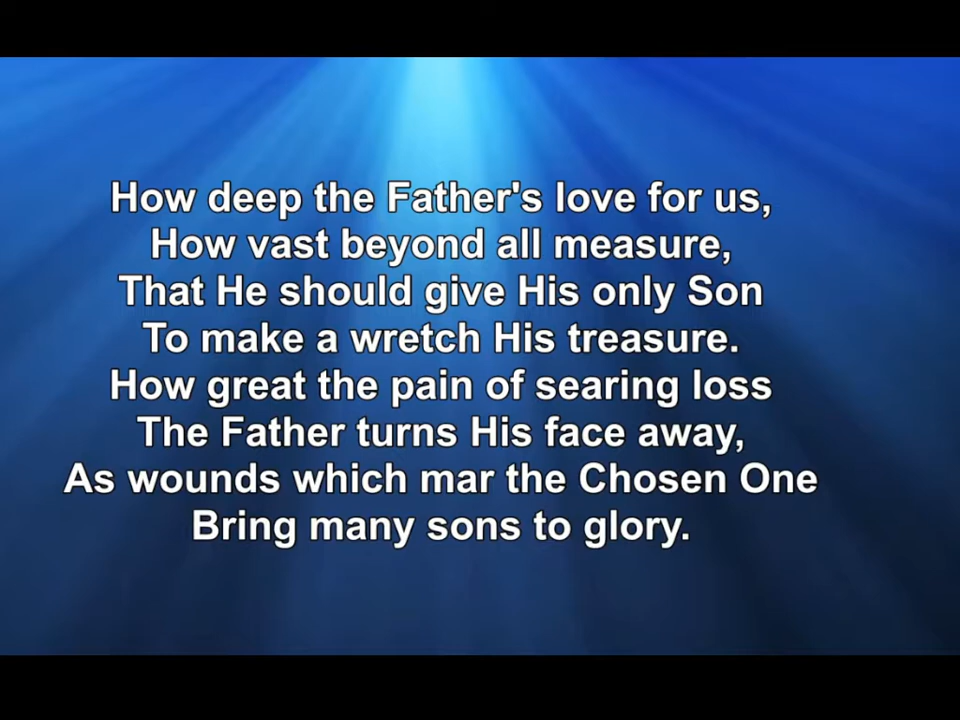 How deep the Father's love for us,
How vast beyond all measure,
That He should give His only Son
To make a wretch His treasure.
How great the pain of searing loss
The Father turns His face away,
As wounds which mar the Chosen One
Bring many sons to glory.